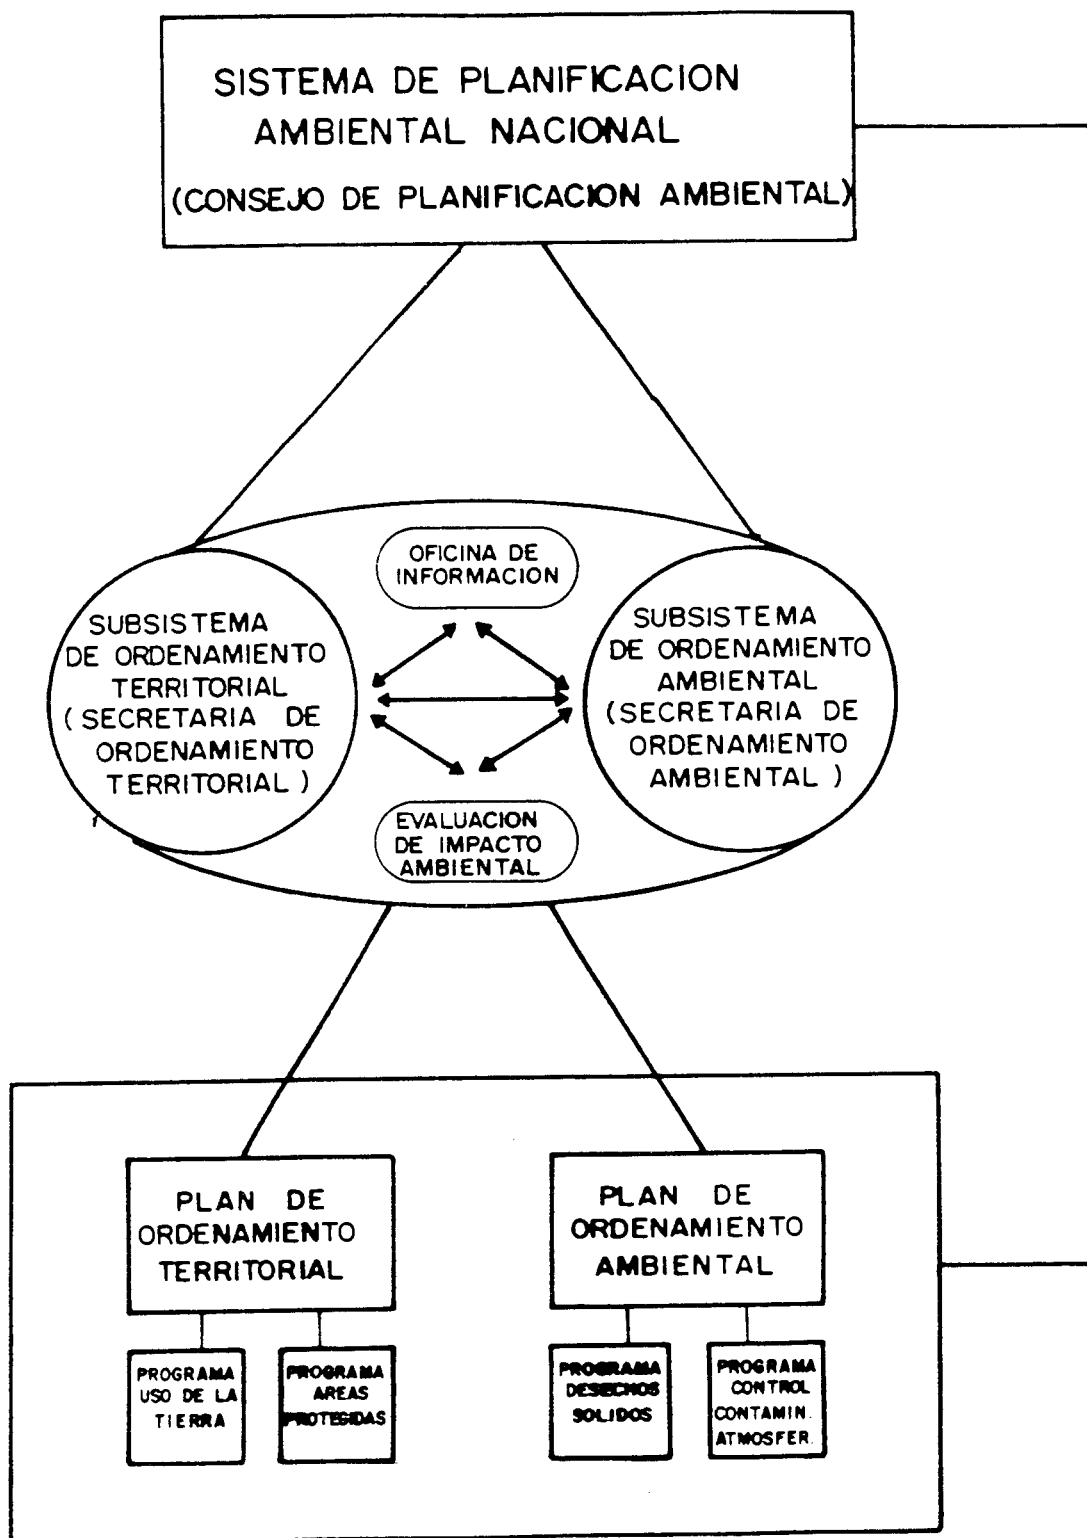 SISTEMA DE PLANIFICACION
AMBIENTAL NACIONAL
(CONSEJO DE PLANIFICACION AMBIENTAL)
OFICINA DE
INFORMACION
SUBSISTEMA
DE ORDENAMIENTO
TERRITORIAL
(SECRETARIA DE
ORDENAMIENTO
TERRITORIAL)
SUBSISTEMA
DE ORDENAMIENTO
AMBIENTAL
(SECRETARIA DE
ORDENAMIENTO
AMBIENTAL)
EVALUACION
DE IMPACTO
AMBIENTAL
PLAN DE
ORDENAMIENTO
TERRITORIAL
PLAN DE
ORDENAMIENTO
AMBIENTAL
PROGRAMA
USO DE LA
TIERRA
PROGRAMA
AREAS
PROTEGIDAS
PROGRAMA
DESECHOS
SOLIDOS
PROGRAMA
CONTROL
CONTAMIN.
ATMOSFER.